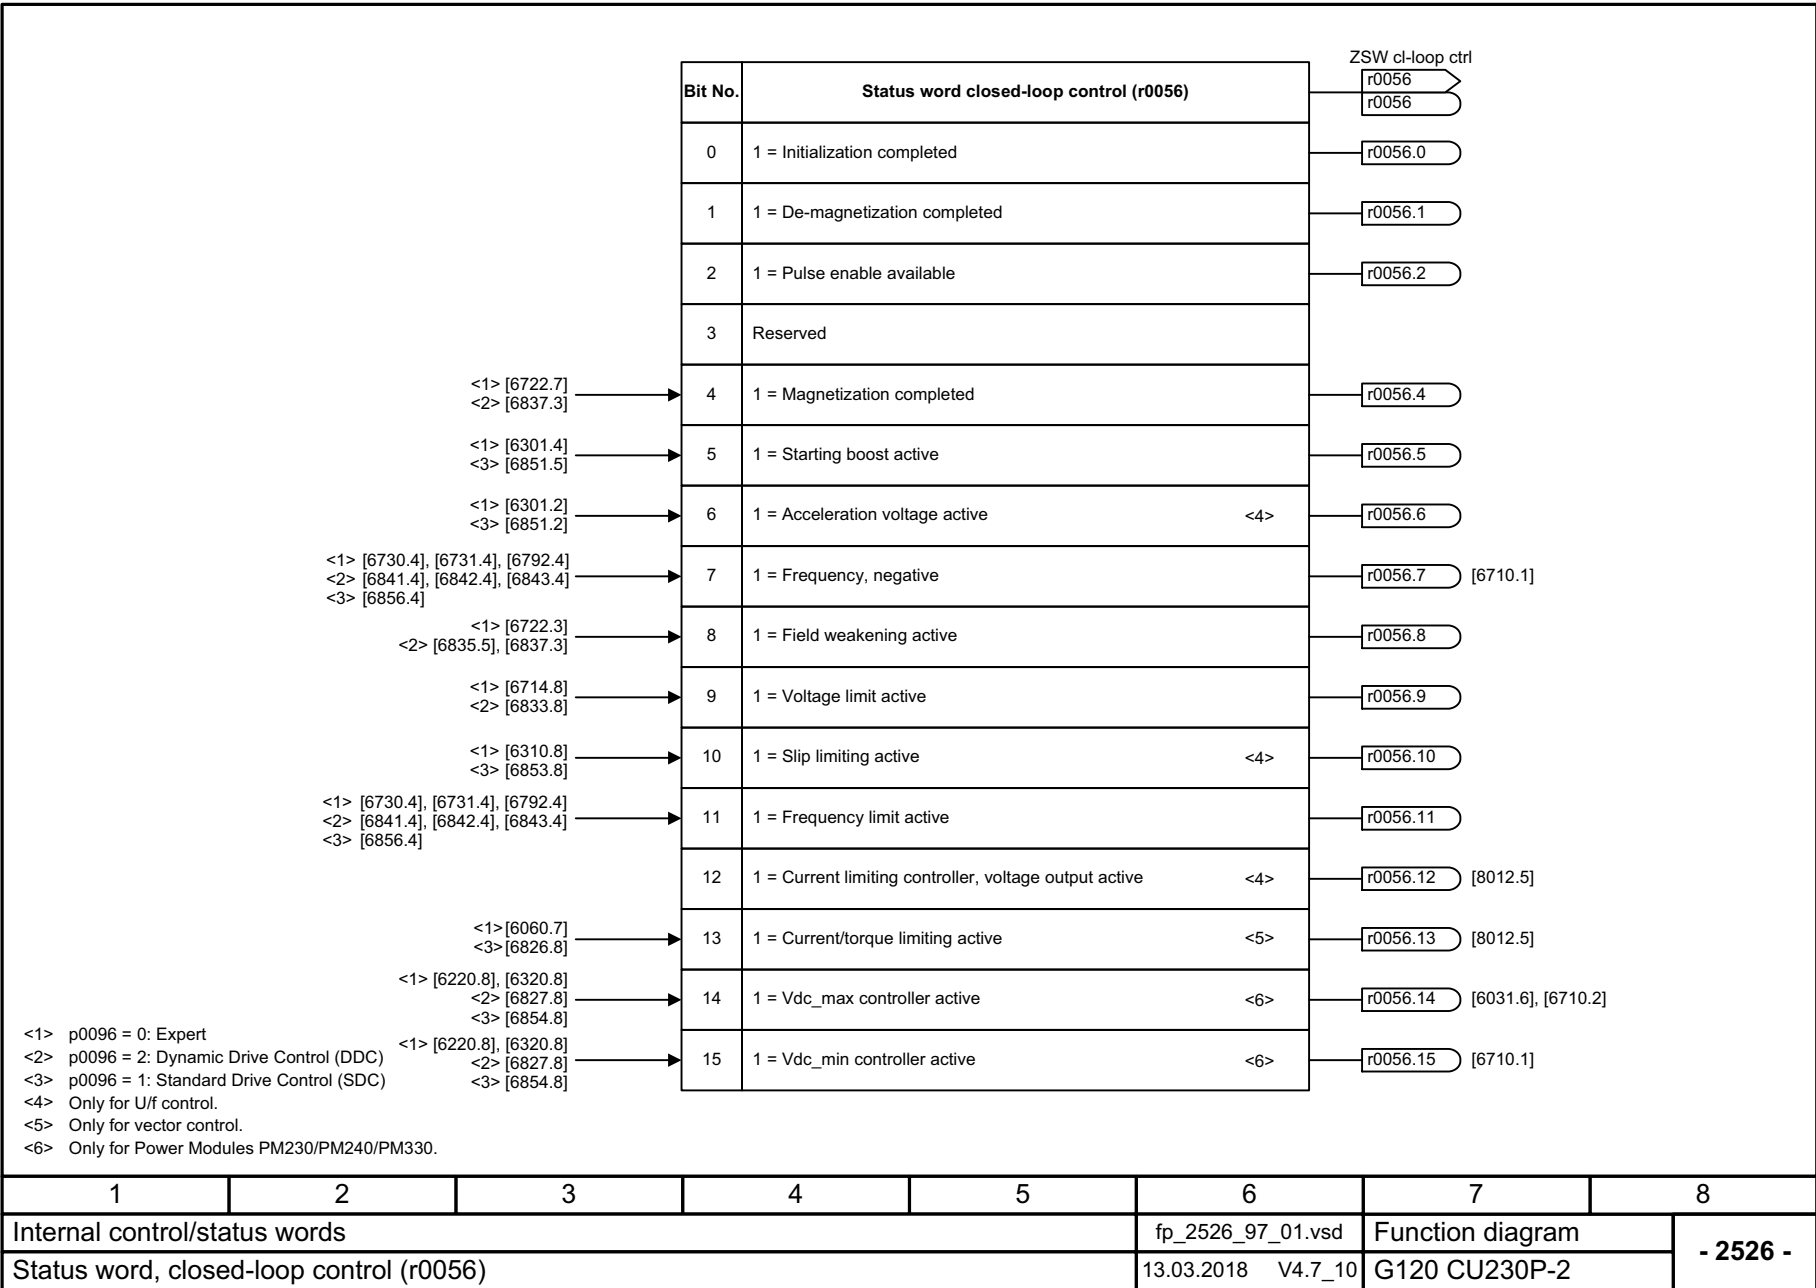 ZSW cl-loop ctrl
Bit No. Status word closed-loop control (r0056) r0056
r0056
0 1 = Initialization completed r0056.0
1 1 = De-magnetization completed r0056.1
2 1 = Pulse enable available r0056.2
3 Reserved
<1> [6722.7]
<2> [6837.3]
4 1 = Magnetization completed r0056.4
<1> [6301.4]
<3> [6851.5]
5 1 = Starting boost active r0056.5
<1> [6301.2]
<3> [6851.2]
6 1 = Acceleration voltage active <4> r0056.6
<1> [6730.4], [6731.4], [6792.4]
<2> [6841.4], [6842.4], [6843.4]
<3> [6856.4]
7 1 = Frequency, negative r0056.7 [6710.1]
<1> [6722.3]
<2> [6835.5], [6837.3]
8 1 = Field weakening active r0056.8
<1> [6714.8]
<2> [6833.8]
9 1 = Voltage limit active r0056.9
<1> [6310.8]
<3> [6853.8]
10 1 = Slip limiting active <4> r0056.10
<1> [6730.4], [6731.4], [6792.4]
<2> [6841.4], [6842.4], [6843.4]
<3> [6856.4]
11 1 = Frequency limit active r0056.11
12 1 = Current limiting controller, voltage output active <4> r0056.12 [8012.5]
<1>[6060.7]
<3>[6826.8]
13 1 = Current/torque limiting active <5> r0056.13 [8012.5]
<1> [6220.8], [6320.8]
<2> [6827.8]
<3> [6854.8]
14 1 = Vdc_max controller active <6> r0056.14 [6031.6], [6710.2]
<1> [6220.8], [6320.8]
<2> [6827.8]
<3> [6854.8]
15 1 = Vdc_min controller active <6> r0056.15 [6710.1]
<1> p0096 = 0: Expert
<2> p0096 = 2: Dynamic Drive Control (DDC)
<3> p0096 = 1: Standard Drive Control (SDC)
<4> Only for U/f control.
<5> Only for vector control.
<6> Only for Power Modules PM230/PM240/PM330.
1 2 3 4 5 6 7 8
Internal control/status words fp_2526_97_01.vsd Function diagram
- 2526 -
Status word, closed-loop control (r0056) 13.03.2018 V4.7_10 G120 CU230P-2